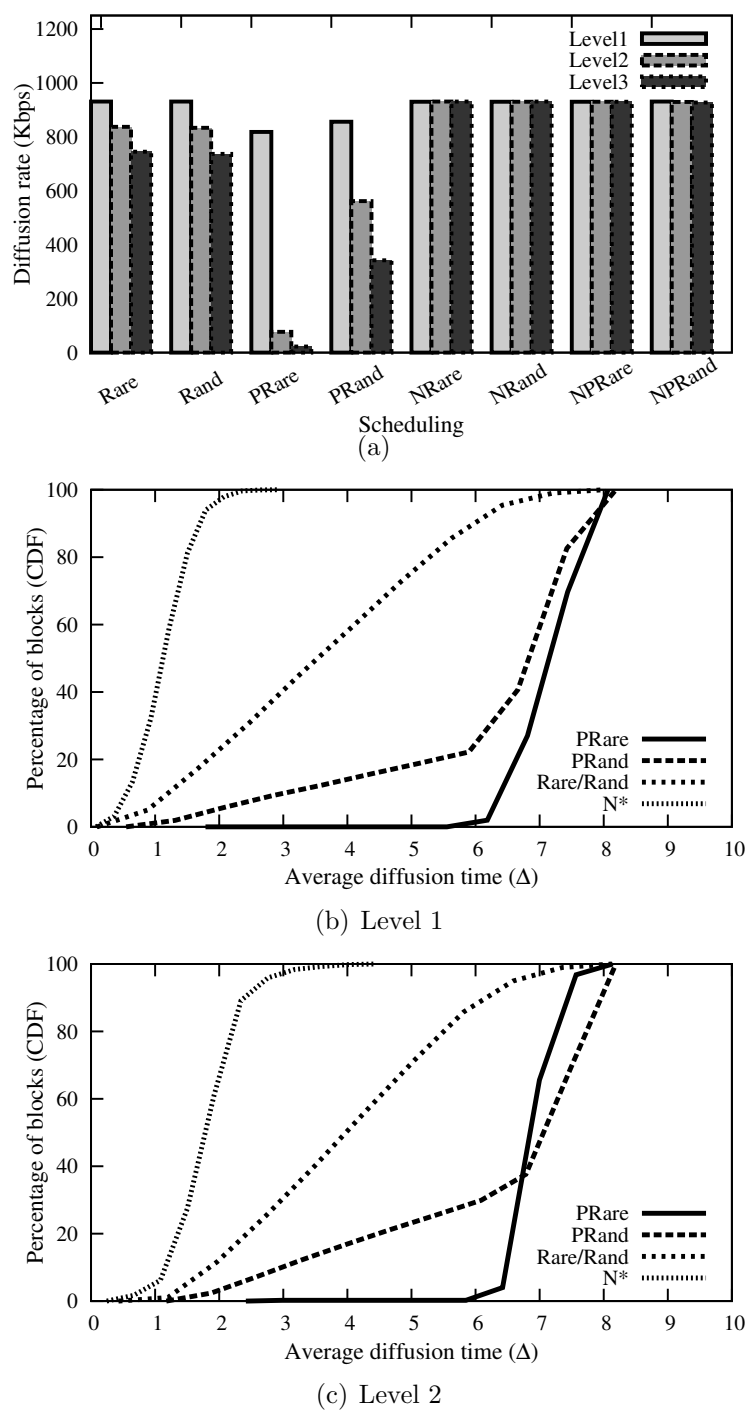 1200
1000
800
600
400
200
0
Diffusion rate (Kbps)
Level1
Level2
Level3
Rare
Rand
PRare
PRand
NRare
NRand
NPRare
NPRand
Scheduling
(a)
100
80
60
40
20
0
Percentage of blocks (CDF)
PRare
PRand
Rare/Rand
N*
0 1 2 3 4 5 6 7 8 9 10
Average diffusion time (Δ)
(b) Level 1
100
80
60
40
20
0
Percentage of blocks (CDF)
PRare
PRand
Rare/Rand
N*
0 1 2 3 4 5 6 7 8 9 10
Average diffusion time (Δ)
(c) Level 2